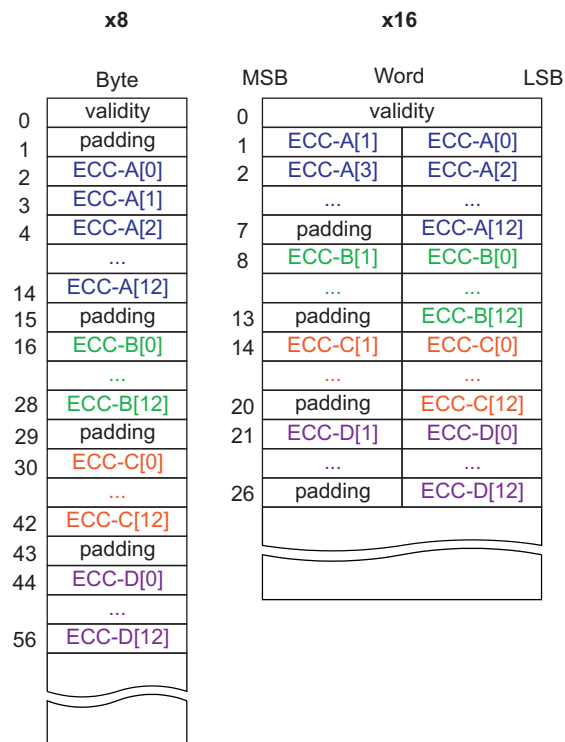 x8
Byte
0 validity
1 padding
2 ECC-A[0]
3 ECC-A[1]
4 ECC-A[2]
...
14 ECC-A[12]
15 padding
16 ECC-B[0]
...
28 ECC-B[12]
29 padding
30 ECC-C[0]
...
42 ECC-C[12]
43 padding
44 ECC-D[0]
...
56 ECC-D[12]
x16
MSB Word LSB
0 validity
1 ECC-A[1] ECC-A[0]
2 ECC-A[3] ECC-A[2]
... ...
7 padding ECC-A[12]
8 ECC-B[1] ECC-B[0]
... ...
13 padding ECC-B[12]
14 ECC-C[1] ECC-C[0]
... ...
20 padding ECC-C[12]
21 ECC-D[1] ECC-D[0]
... ...
26 padding ECC-D[12]